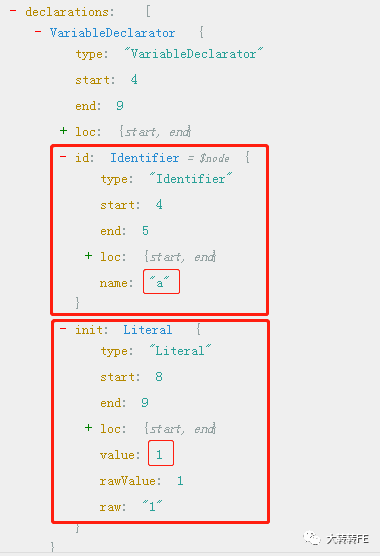 - declarations: [
- VariableDeclarator {
type: "VariableDeclarator"
start: 4
end: 9
+ loc: {start, end}
- id: Identifier = $node {
type: "Identifier"
start: 4
end: 5
+ loc: {start, end}
name: "a"
}
- init: Literal {
type: "Literal"
start: 8
end: 9
+ loc: {start, end}
value: 1
rawValue: 1
raw: "1"
}
}
大转转FE